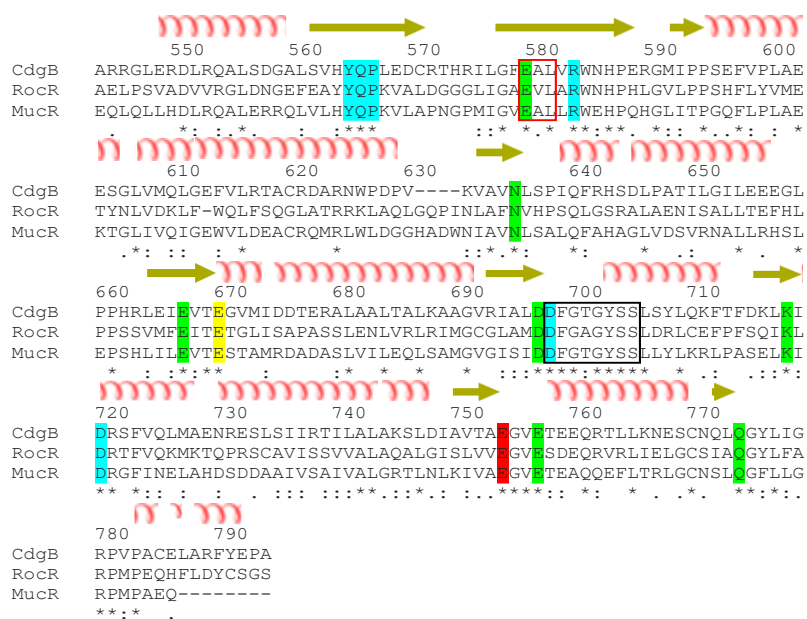 550 560 570 580 590 600
CdgB ARRGLERDLRQALSDGALSVHYQPLEDCRTHRILGFEALVRWNHPERGMIPPSEFVPLAE
RocR AELPSVADVVRGLDNGEFEAYYQPKVALDGGGLIGAEVLARWNHPHLGVLPPSHFLYVME
MucR EQLQLLHDLRQALERRQLVLHYQPKVLAPNGPMIGVEALLRWEHPQHGLITPGQFLPLAE
610 620 630 640 650
CdgB ESGLVMQLGEFVLRTACRDARNWPDPV----KVAVNLSPIQFRHSDLPATILGILEEEGL
RocR TYNLVDKLF-WQLFSQGLATRRKLAQLGQPINLAFNVHPSQLGSRALAENISALLTEFHL
MucR KTGLIVQIGEWVLDEACRQMRLWLDGGHADWNIAVNLSALQFAHAGLVDSVRNALLRHSL
660 670 680 690 700 710
CdgB PPHRLEIEVTEGVMIDDTERALAALTALKAAGVRIALDDFGTGYSSLSYLQKFTFDKLKI
RocR PPSSVMFEITETGLISAPASSLENLVRLRIMGCGLAMDDFGAGYSSLDRLCEFPFSQIKL
MucR EPSHLILEVTESTAMRDADASLVILEQLSAMGVGISIDDFGTGYSSLLYLKRLPASELKI
720 730 740 750 760 770
CdgB DRSFVQLMAENRESLSIIRTILALAKSLDIAVTAEGVETEEQRTLLKNESCNQLQGYLIG
RocR DRTFVQKMKTQPRSCAVISSVVALAQALGISLVVEGVESDEQRVRLIELGCSIAQGYLFA
MucR DRGFINELAHDSDDAAIVSAIVALGRTLNLKIVAEGVETEAQQEFLTRLGCNSLQGFLLG
780 790
CdgB RPVPACELARFYEPA
RocR RPMPEQHFLDYCSGS
MucR RPMPAEQ--------